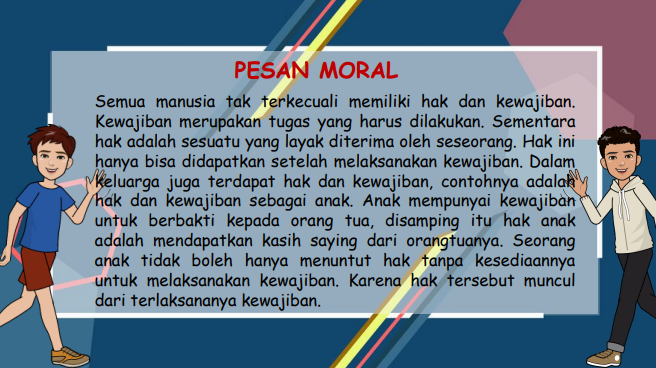 PESAN MORAL
Semua manusia tak terkecuali memiliki hak dan kewajiban.
Kewajiban merupakan tugas yang harus dilakukan. Sementara
hak adalah sesuatu yang layak diterima oleh seseorang. Hak ini
hanya bisa didapatkan setelah melaksanakan kewajiban. Dalam
keluarga juga terdapat hak dan kewajiban, contohnya adalah
hak dan kewajiban sebagai anak. Anak mempunyai kewajiban
untuk berbakti kepada orang tua, disamping itu hak anak
adalah mendapatkan kasih saying dari orangtuanya. Seorang
anak tidak boleh hanya menuntut hak tanpa kesediaannya
untuk melaksanakan kewajiban. Karena hak tersebut muncul
dari terlaksananya kewajiban.